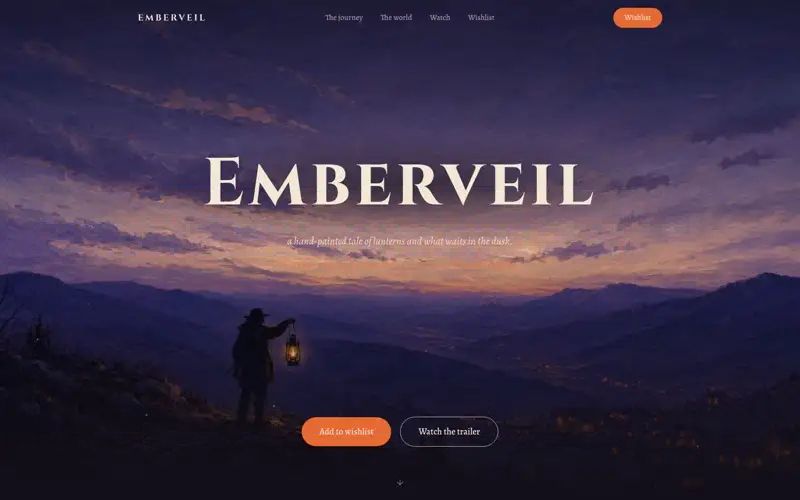 EMBERVEIL
The journey
The world
Watch
Wishlist
Wishlist
EMBERVEIL
a hand-painted tale of lanterns and what waits in the dusk.
Add to wishlist
Watch the trailer